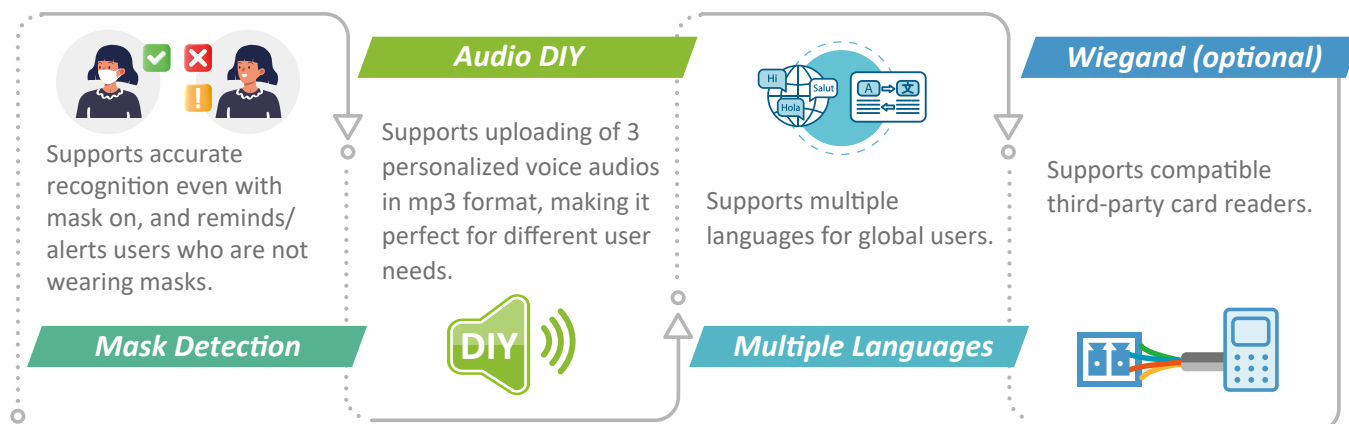 Supports accurate
recognition even with
mask on, and reminds/
alerts users who are not
wearing masks.
Mask Detection
Audio DIY
Supports uploading of 3
personalized voice audios
in mp3 format, making it
perfect for different user
needs.
DIY
Hi
Salut
Hola
A
文
Supports multiple
languages for global users.
Multiple Languages
Wiegand (optional)
Supports compatible
third-party card readers.